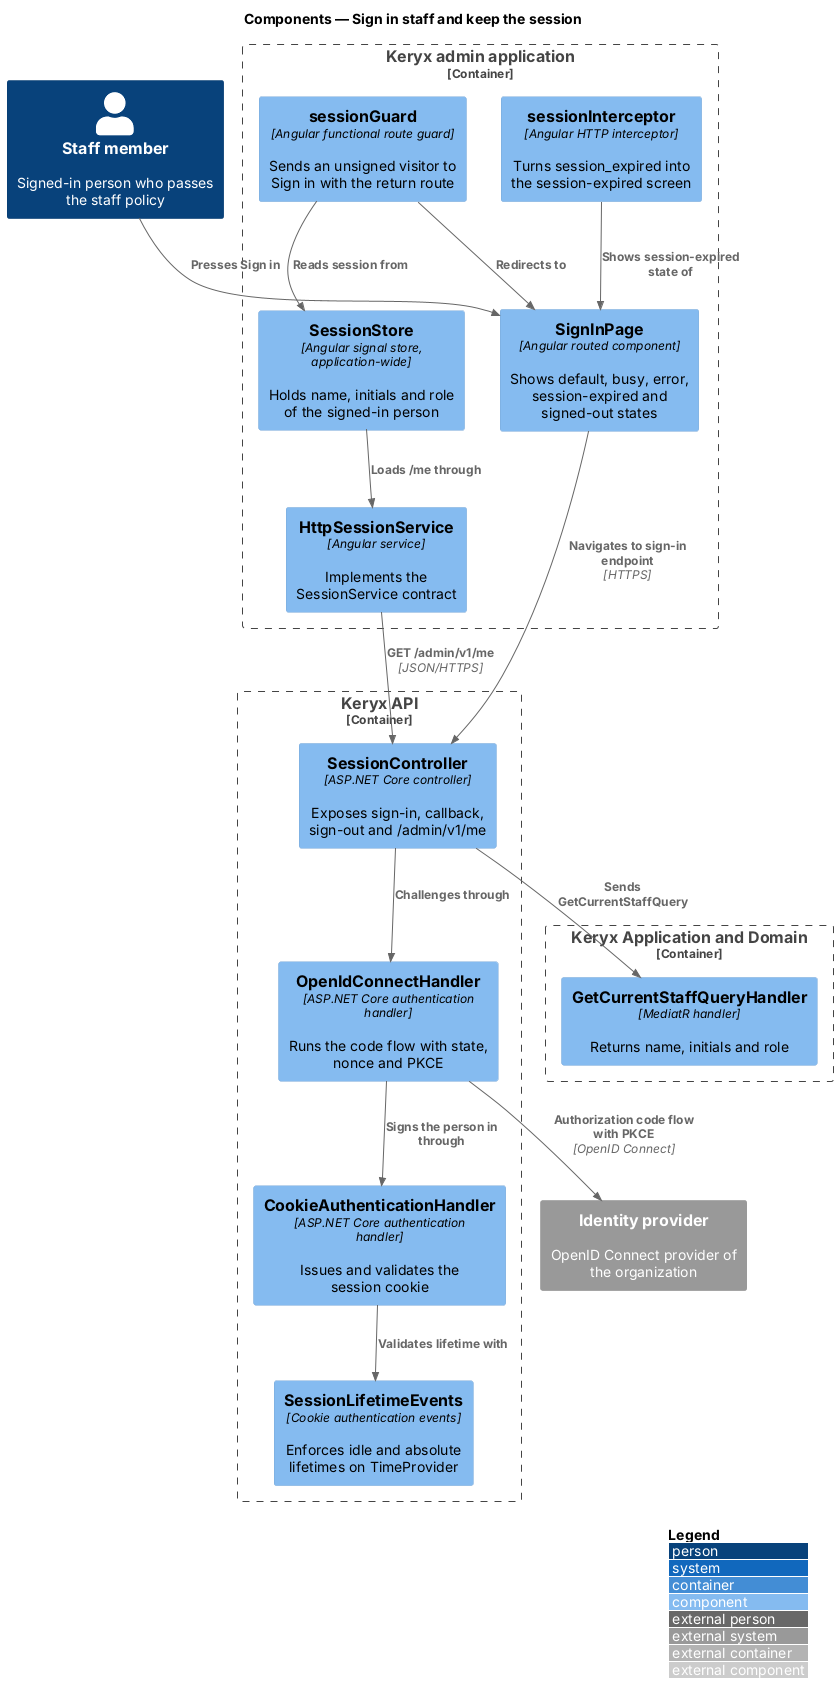 Components — Sign in staff and keep the session
Keryx admin application
[Container]
Staff member
Signed-in person who passes
the staff policy
sessionGuard
[Angular functional route guard]
Sends an unsigned visitor to
Sign in with the return route
sessionInterceptor
[Angular HTTP interceptor]
Turns session_expired into
the session-expired screen
Presses Sign in
Reads session from
Redirects to
Shows session-expired
state of
SessionStore
[Angular signal store,
application-wide]
Holds name, initials and role
of the signed-in person
SignInPage
[Angular routed component]
Shows default, busy, error,
session-expired and
signed-out states
Loads /me through
HttpSessionService
[Angular service]
Implements the
SessionService contract
Navigates to sign-in
endpoint
[HTTPS]
GET /admin/v1/me
[JSON/HTTPS]
Keryx API
[Container]
SessionController
[ASP.NET Core controller]
Exposes sign-in, callback,
sign-out and /admin/v1/me
Challenges through
Sends
GetCurrentStaffQuery
Keryx Application and Domain
[Container]
GetCurrentStaffQueryHandler
[MediatR handler]
Returns name, initials and role
OpenIdConnectHandler
[ASP.NET Core authentication
handler]
Runs the code flow with state,
nonce and PKCE
Signs the person in
through
Authorization code flow
with PKCE
[OpenID Connect]
CookieAuthenticationHandler
[ASP.NET Core authentication
handler]
Issues and validates the
session cookie
Identity provider
OpenID Connect provider of
the organization
Validates lifetime with
SessionLifetimeEvents
[Cookie authentication events]
Enforces idle and absolute
lifetimes on TimeProvider
Legend
person
system
container
component
external person
external system
external container
external component